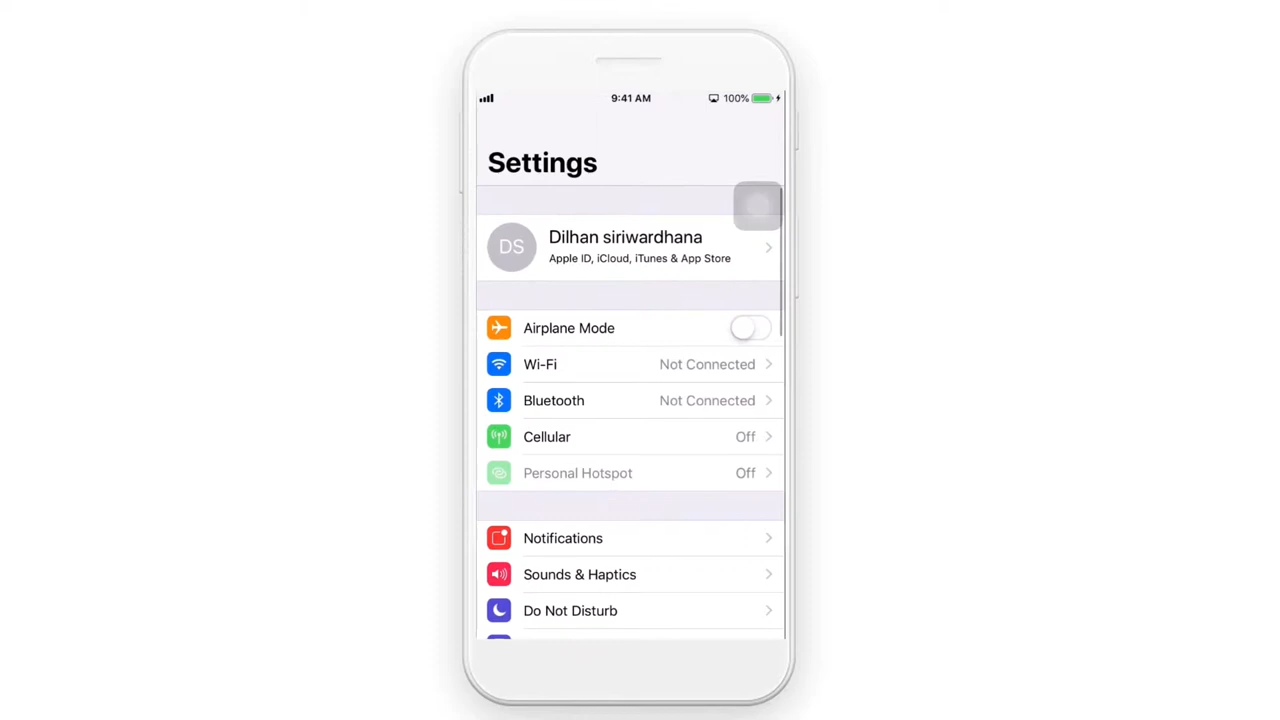 9:41 AM 100%
Settings
DS
Dilhan siriwardhana
Apple ID, iCloud, iTunes & App Store
Airplane Mode
Wi-Fi Not Connected
Bluetooth Not Connected
Cellular Off
Personal Hotspot Off
Notifications
Sounds & Haptics
Do Not Disturb